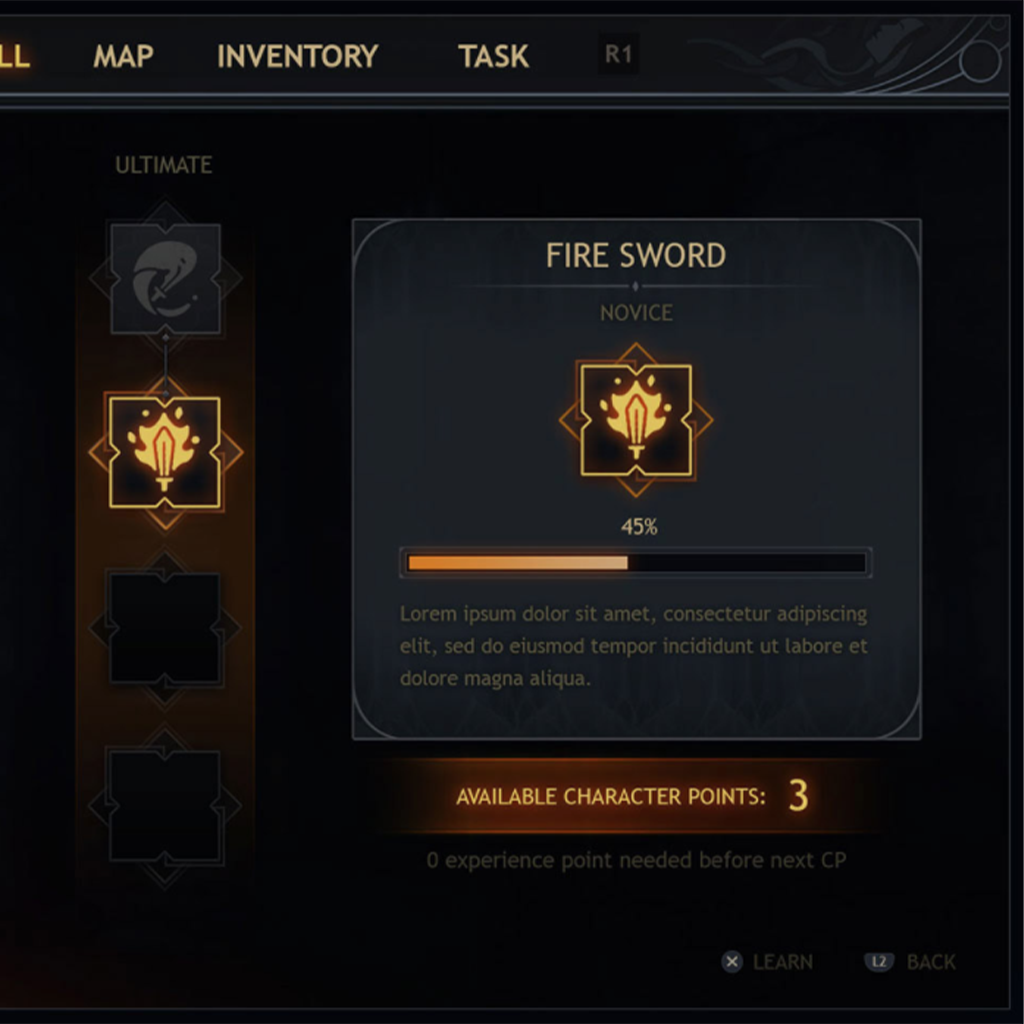 LL MAP INVENTORY TASK R1
ULTIMATE
FIRE SWORD
NOVICE
45%
Lorem ipsum dolor sit amet, consectetur adipiscing
elit, sed do eiusmod tempor incididunt ut labore et
dolore magna aliqua.
AVAILABLE CHARACTER POINTS: 3
0 experience point needed before next CP
LEARN L2 BACK